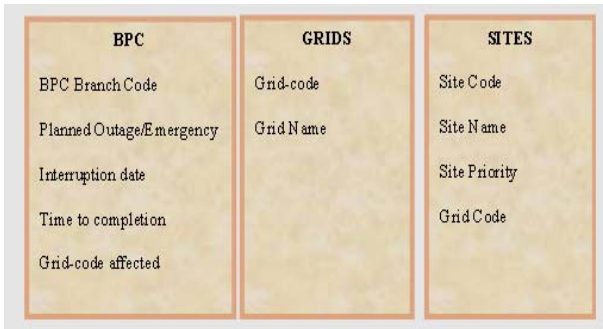 BPC
BPC Branch Code
Planned Outage/Emergency
Interruption date
Time to completion
Grid-code affected
GRIDS
Grid-code
Grid Name
SITES
Site Code
Site Name
Site Priority
Grid Code